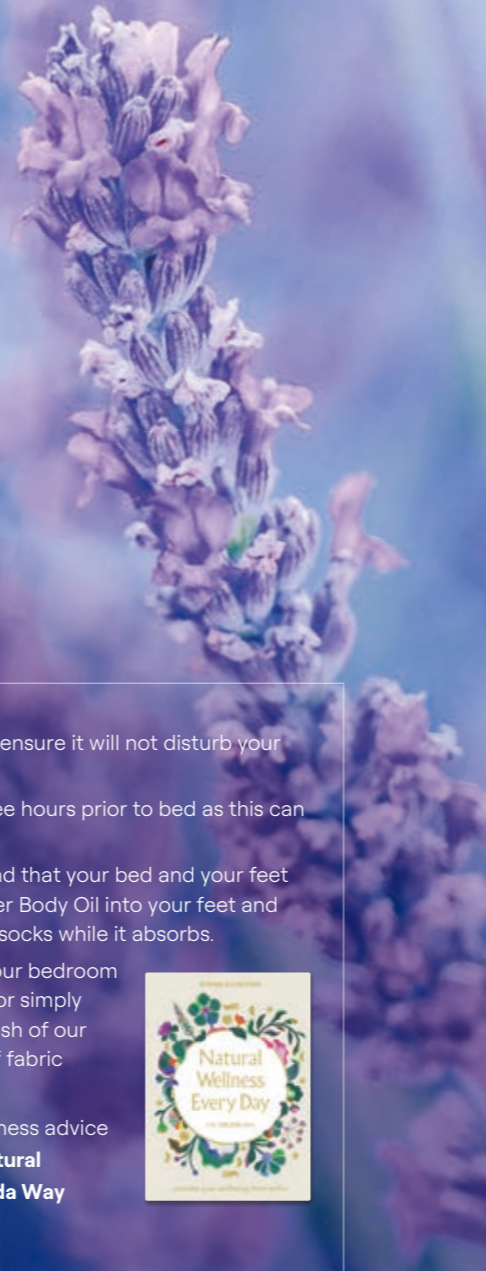 ensure it will not disturb your
ee hours prior to bed as this can
nd that your bed and your feet
er Body Oil into your feet and
socks while it absorbs.
our bedroom
or simply
sh of our
f fabric
ness advice
tural
da Way
Natural
Wellness
Every Day